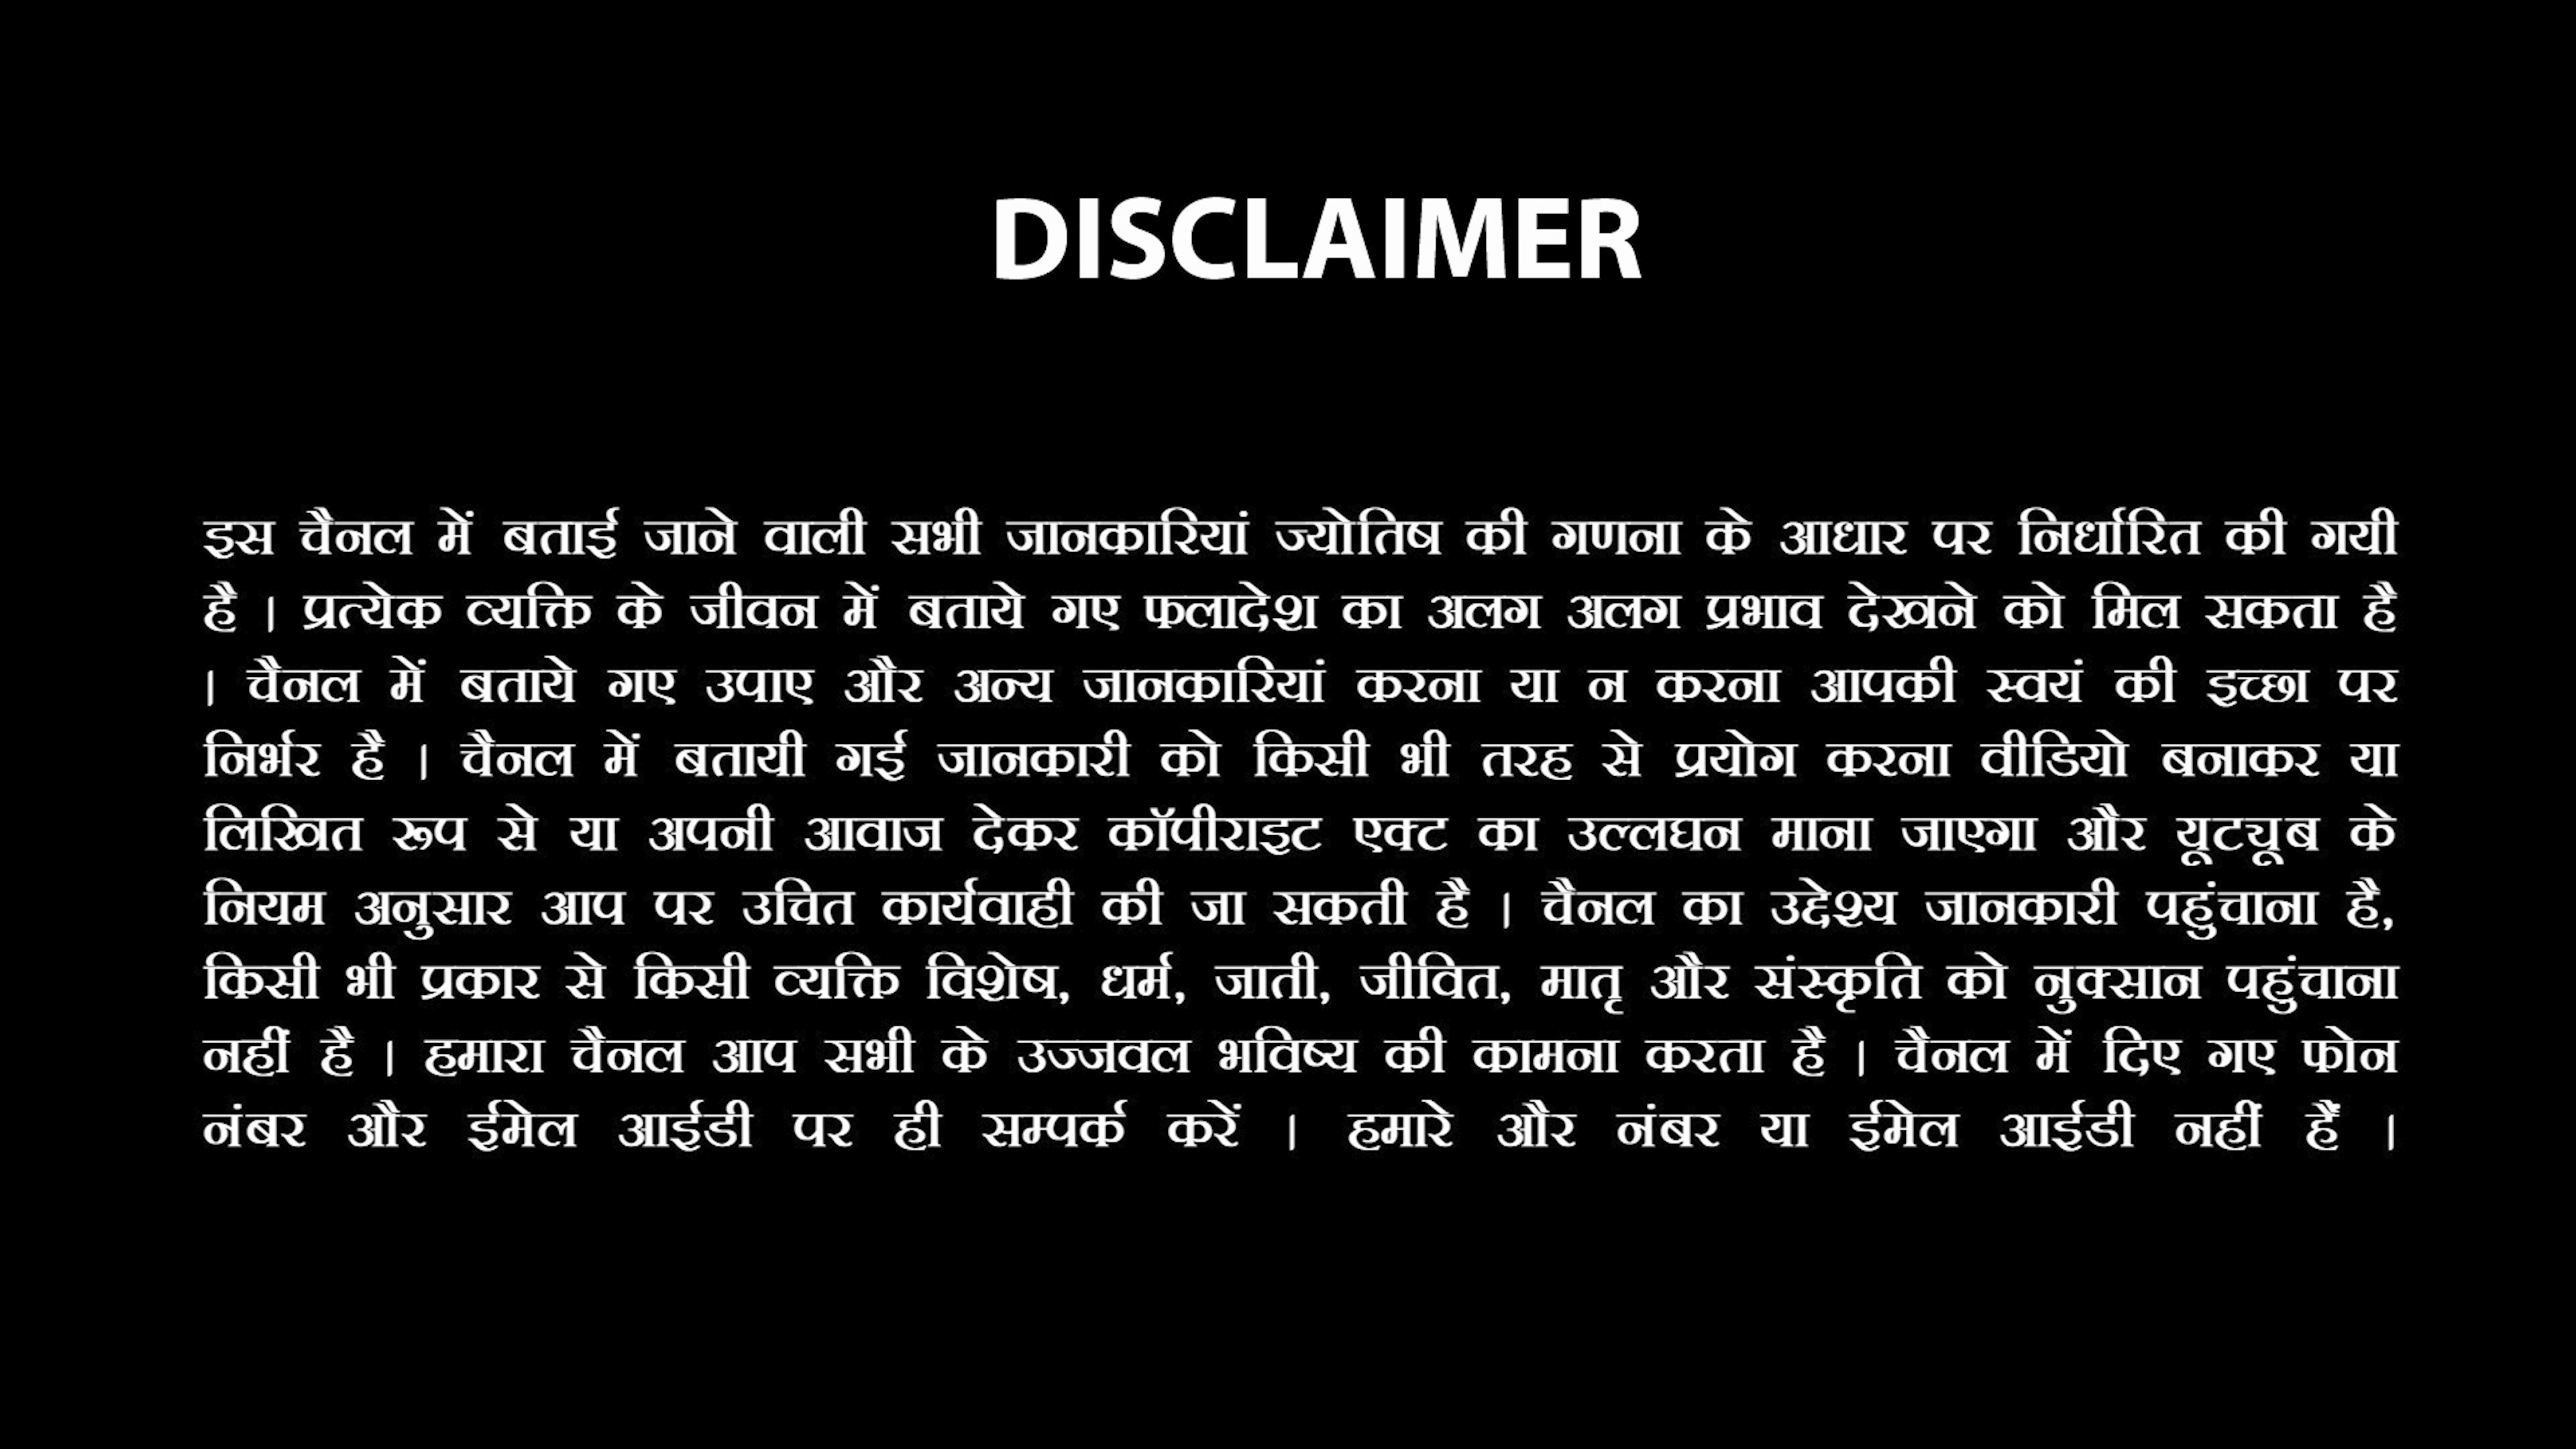 DISCLAIMER
इस चैनल में बताई जाने वाली सभी जानकारियां ज्योतिष की गणना के आधार पर निर्धारित की गयी
है । प्रत्येक व्यक्ति के जीवन में बताये गए फलादेश का अलग अलग प्रभाव देखने को मिल सकता है
। चैनल में बताये गए उपाए और अन्य जानकारियां करना या न करना आपकी स्वयं की इच्छा पर
निर्भर है । चैनल में बतायी गई जानकारी को किसी भी तरह से प्रयोग करना वीडियो बनाकर या
लिखित रूप से या अपनी आवाज देकर कॉपीराइट एक्ट का उल्लघन माना जाएगा और यूटच्यूब के
नियम अनुसार आप पर उचित कार्यवाही की जा सकती है । चैनल का उद्देश्य जानकारी पहुंचाना है,
किसी भी प्रकार से किसी व्यक्ति विशेष, धर्म, जाती, जीवित, मातृ और संस्कृति को नुक्सान पहुंचाना
नहीं है । हमारा चैनल आप सभी के उज्जवल भविष्य की कामना करता है । चैनल में दिए गए फोन
नंबर और ईमेल आईडी पर ही सम्पर्क करें । हमारे और नंबर या ईमेल आईडी नहीं हैं ।